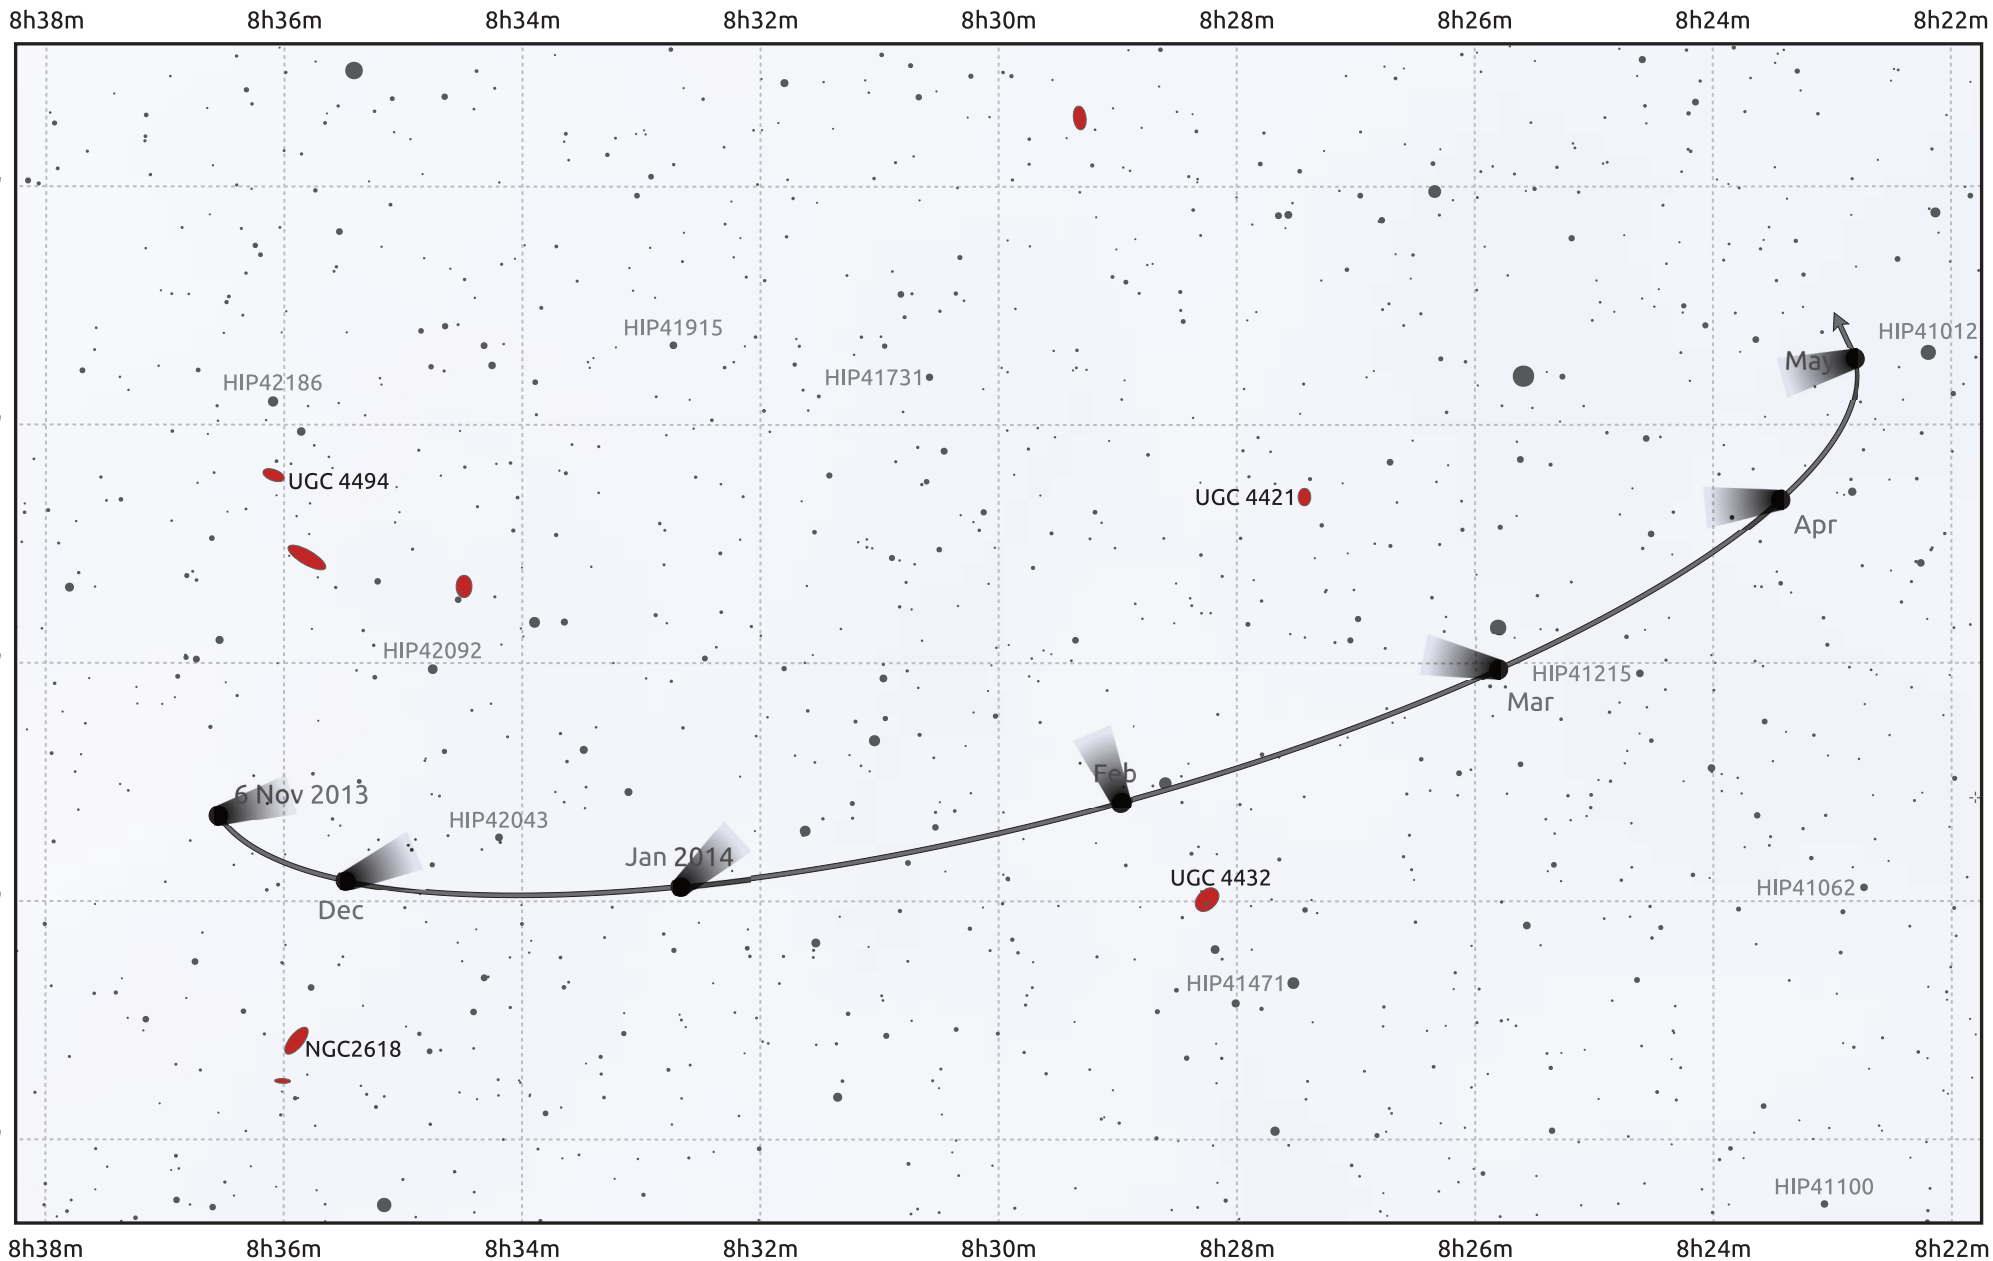 8h38m 8h36m 8h34m 8h32m 8h30m 8h28m 8h26m 8h24m 8h22m
HIP41915
HIP41012
May
HIP41731
HIP42186
UGC 4494
UGC 4421
Apr
HIP42092
HIP41215
Mar
Feb
6 Nov 2013
HIP42043
Jan 2014
UGC 4432
HIP41062
Dec
HIP41471
NGC2618
HIP41100
8h38m 8h36m 8h34m 8h32m 8h30m 8h28m 8h26m 8h24m 8h22m